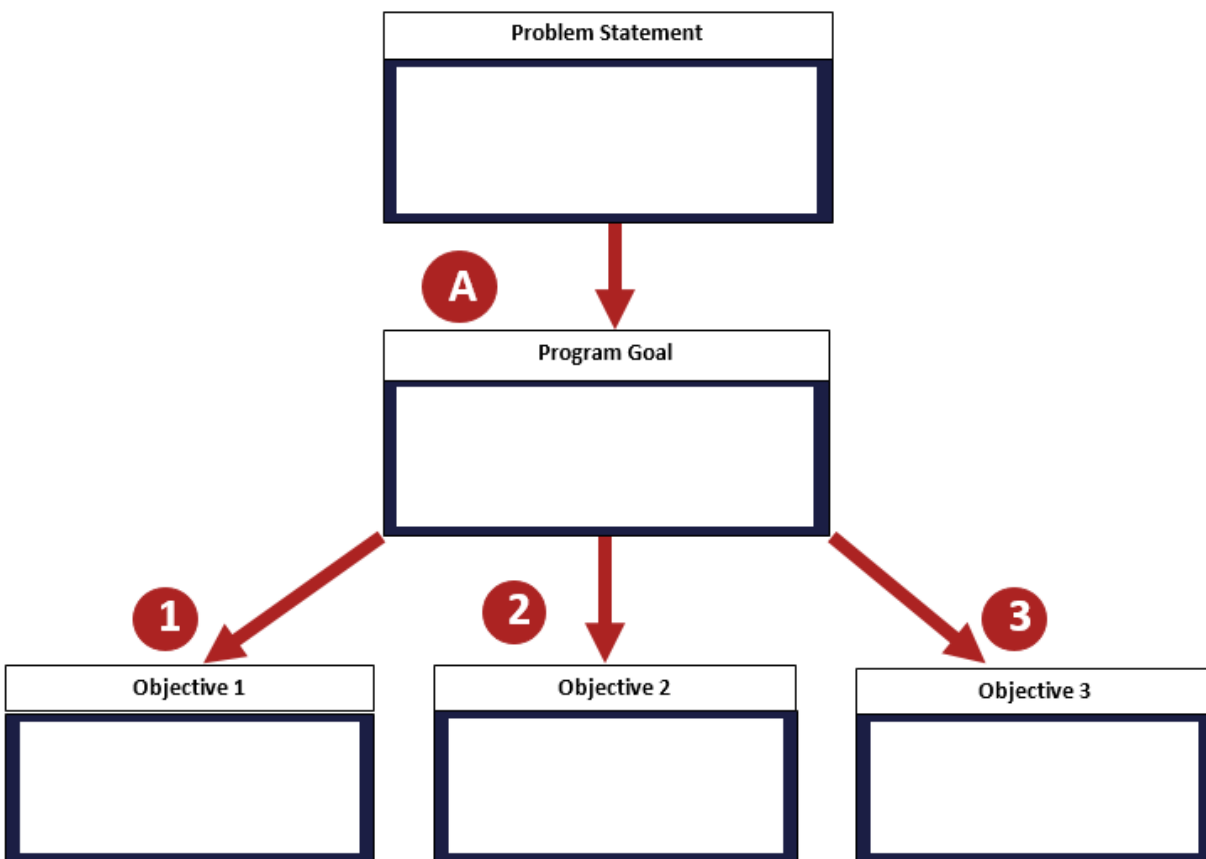 Problem Statement
A
Program Goal
1
2
3
Objective 1
Objective 2
Objective 3